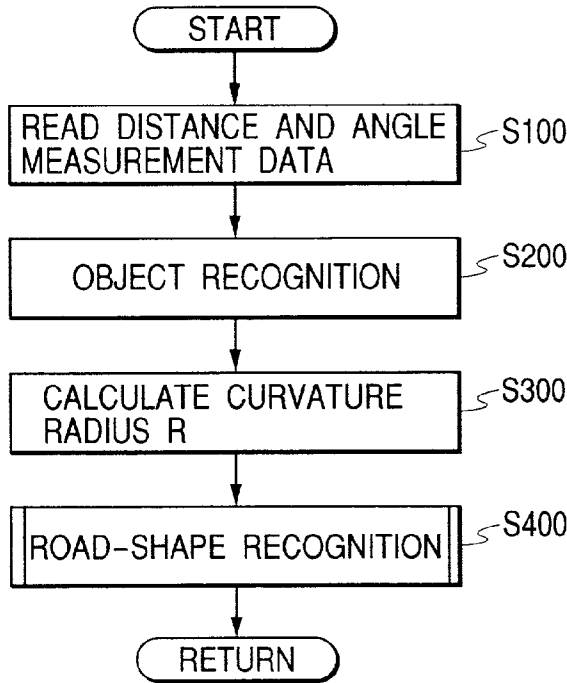 START
READ DISTANCE AND ANGLE
MEASUREMENT DATA
S100
OBJECT RECOGNITION
S200
CALCULATE CURVATURE
RADIUS R
S300
ROAD-SHAPE RECOGNITION
S400
RETURN